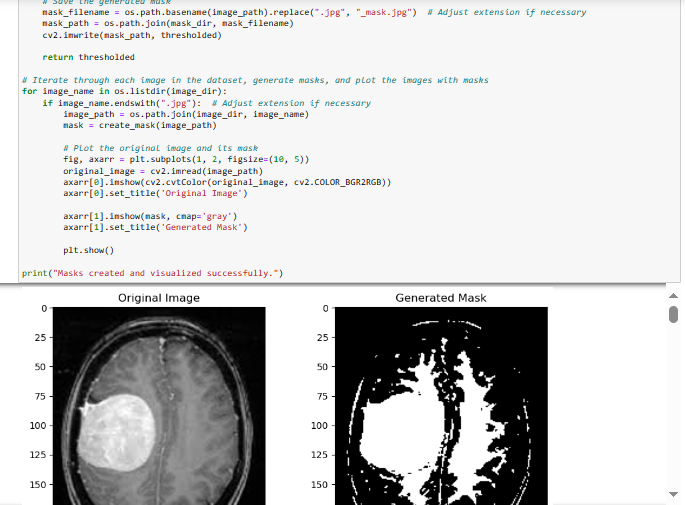 # Save the generated mask
mask_filename = os.path.basename(image_path).replace(".jpg", "_mask.jpg")  # Adjust extension if necessary
mask_path = os.path.join(mask_dir, mask_filename)
cv2.imwrite(mask_path, thresholded)
return thresholded
# Iterate through each image in the dataset, generate masks, and plot the images with masks
for image_name in os.listdir(image_dir):
if image_name.endswith(".jpg"):  # Adjust extension if necessary
image_path = os.path.join(image_dir, image_name)
mask = create_mask(image_path)
# Plot the original image and its mask
fig, axarr = plt.subplots(1, 2, figsize=(10, 5))
original_image = cv2.imread(image_path)
axarr[0].imshow(cv2.cvtColor(original_image, cv2.COLOR_BGR2RGB))
axarr[0].set_title('Original Image')
axarr[1].imshow(mask, cmap='gray')
axarr[1].set_title('Generated Mask')
plt.show()
print("Masks created and visualized successfully.")
Original Image
0
25
50
75
100
125
150
Generated Mask
0
25
50
75
100
125
150